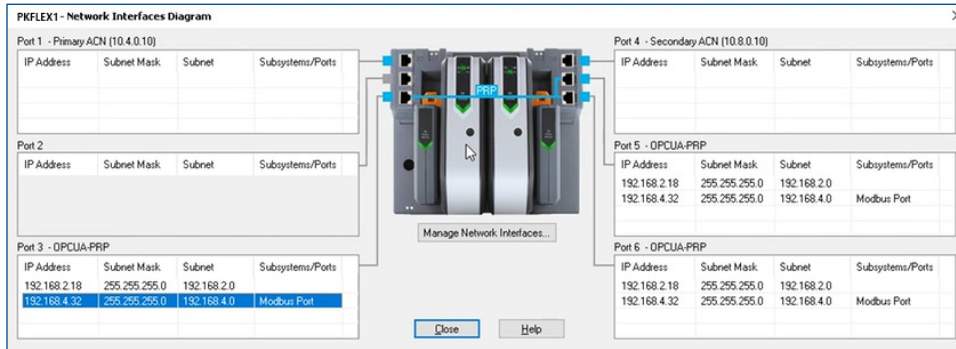 PKFLEX1 - Network Interfaces Diagram
Port 1 - Primary ACN (10.4.0.10)
IP Address Subnet Mask Subnet Subsystems/Ports
Port 2
IP Address Subnet Mask Subnet Subsystems/Ports
Port 3 - OPCUA-PRP
IP Address Subnet Mask Subnet Subsystems/Ports
192.168.2.18 255.255.255.0 192.168.2.0
192.168.4.32 255.255.255.0 192.168.4.0 Modbus Port
PRP
Manage Network Interfaces...
Close Help
Port 4 - Secondary ACN (10.8.0.10)
IP Address Subnet Mask Subnet Subsystems/Ports
Port 5 - OPCUA-PRP
IP Address Subnet Mask Subnet Subsystems/Ports
192.168.2.18 255.255.255.0 192.168.2.0
192.168.4.32 255.255.255.0 192.168.4.0 Modbus Port
Port 6 - OPCUA-PRP
IP Address Subnet Mask Subnet Subsystems/Ports
192.168.2.18 255.255.255.0 192.168.2.0
192.168.4.32 255.255.255.0 192.168.4.0 Modbus Port